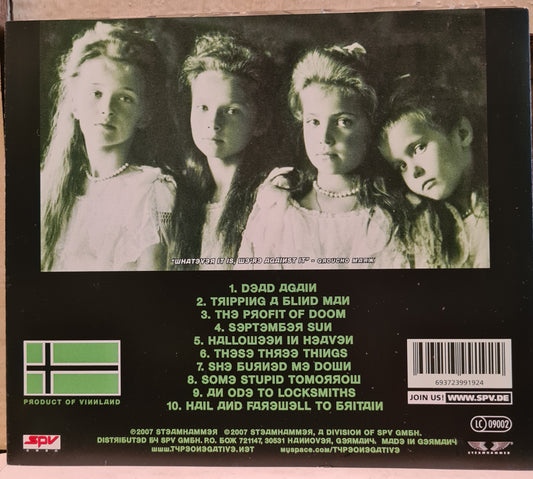 "WHATEVER IT IS, WE'RE AGAINST IT" - GROUCHO MARX
1. DEAD AGAIN
2. TRIPPING A BLIND MAN
3. THE PROFIT OF DOOM
4. SEPTEMBER SUN
5. HALLOWEEN IN HEAVEN
6. THESE THREE THINGS
7. SHE BURNED ME DOWN
8. SOME STUPID TOMORROW
9. AN ODE TO LOCKSMITHS
10. HAIL AND FAREWELL TO BRITAIN
PRODUCT OF VINNLAND
693723991924
JOIN US! WWW.SPV.DE
LC 09002
SPV
©2007 STEAMHAMMER ©2007 STEAMHAMMER, A DIVISION OF SPV GMBH.
DISTRIBUTED BY SPV GMBH. P.O. BOX 721147, 30531 HANNOVER, GERMANY. MADE IN GERMANY
WWW.TYPEONEGATIVE.NET myspace.com/TYPEONEGATIVE
STEAMHAMMER